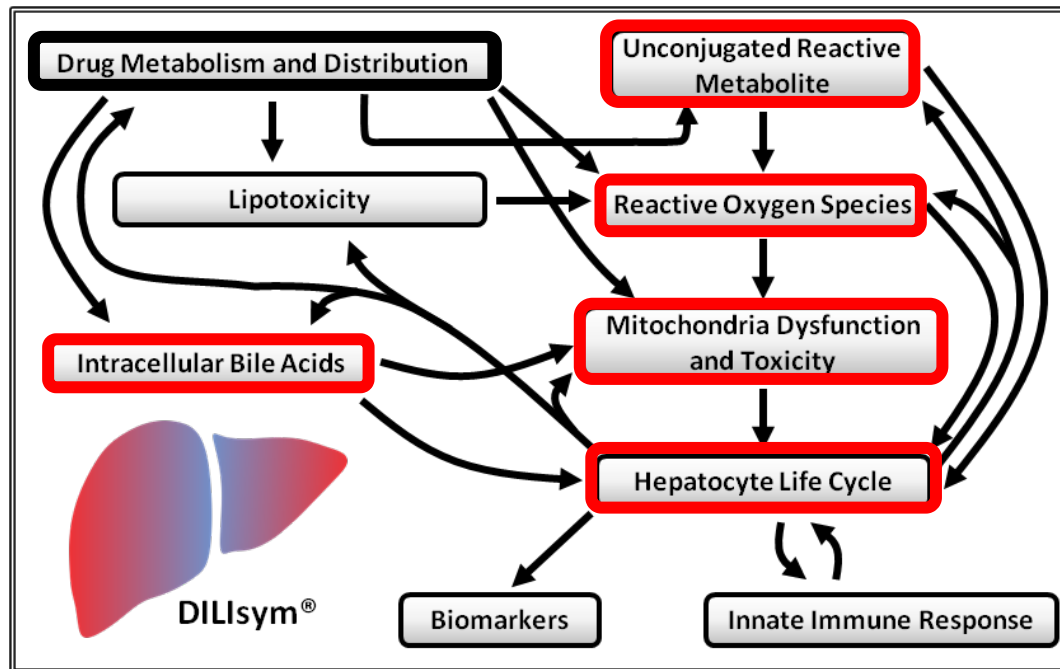 Drug Metabolism and Distribution
Unconjugated Reactive
Metabolite
Lipotoxicity
Reactive Oxygen Species
Mitochondria Dysfunction
and Toxicity
Intracellular Bile Acids
Hepatocyte Life Cycle
DILIsym®
Biomarkers
Innate Immune Response